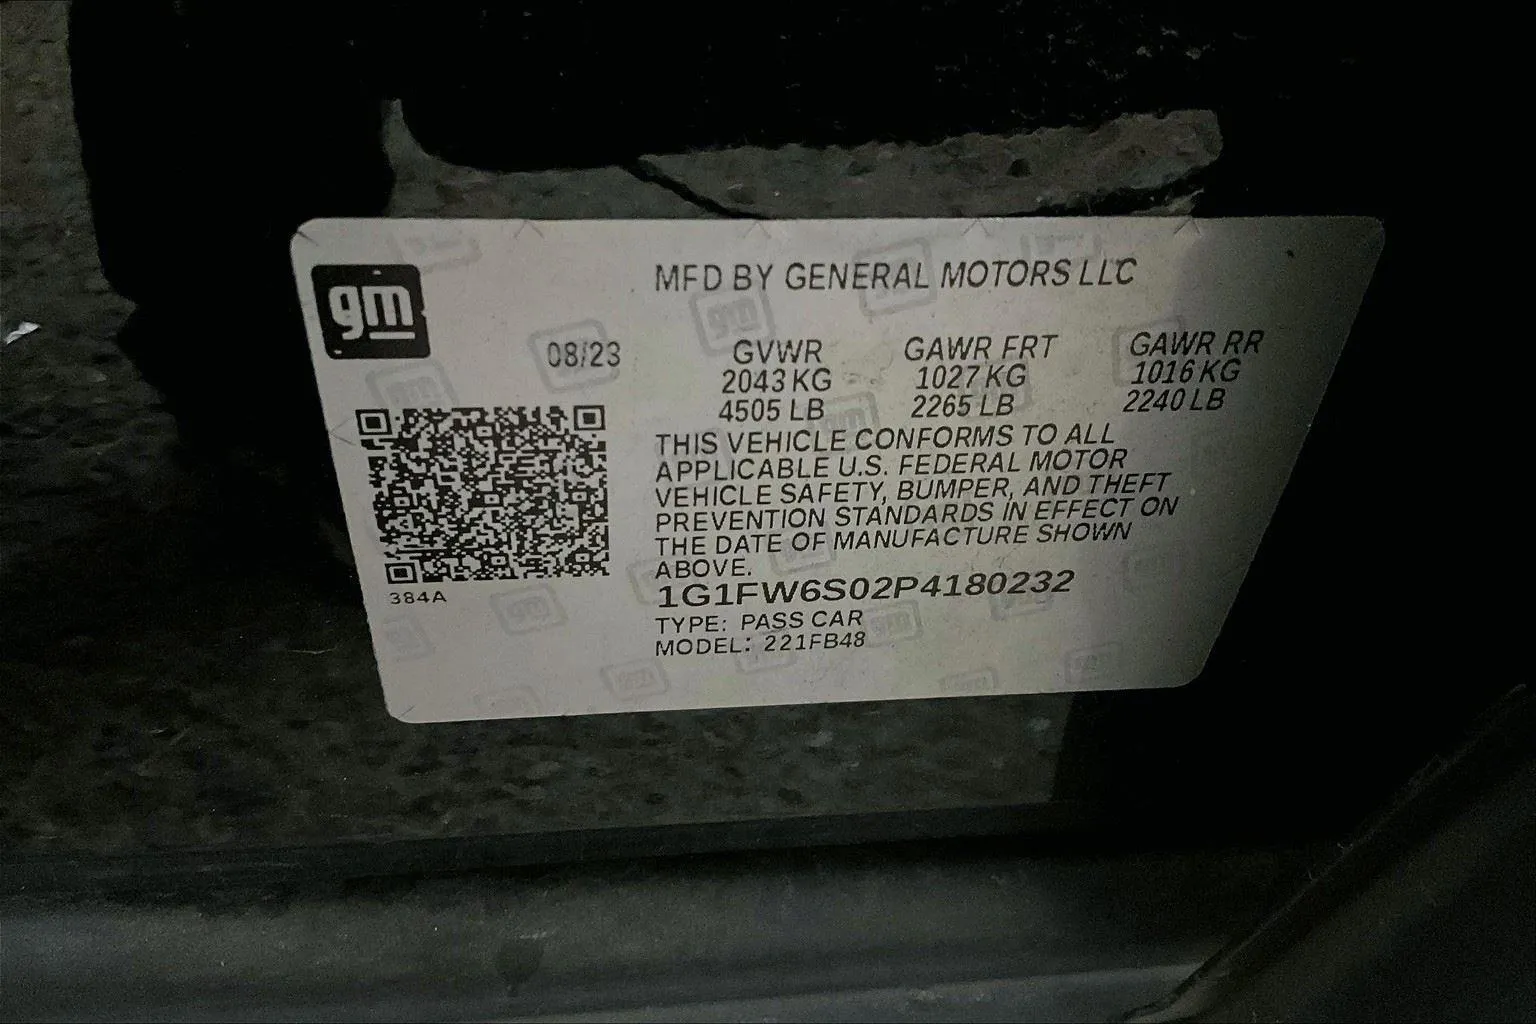 gm
MFD BY GENERAL MOTORS LLC
08/23 GVWR GAWR FRT GAWR RR
2043 KG 1027 KG 1016 KG
4505 LB 2265 LB 2240 LB
THIS VEHICLE CONFORMS TO ALL
APPLICABLE U.S. FEDERAL MOTOR
VEHICLE SAFETY, BUMPER, AND THEFT
PREVENTION STANDARDS IN EFFECT ON
THE DATE OF MANUFACTURE SHOWN
ABOVE.
384A
1G1FW6S02P4180232
TYPE: PASS CAR
MODEL: 221FB48